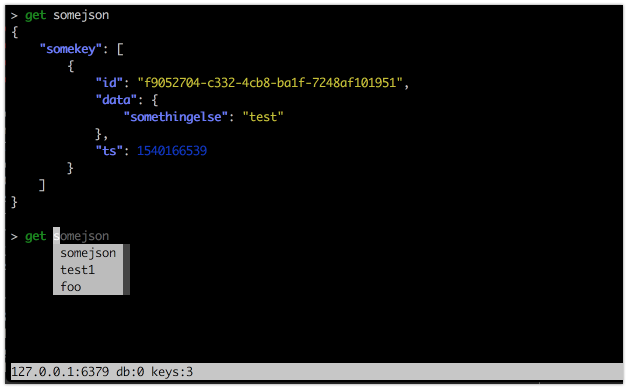 > get somejson
{
    "somekey": [
        {
            "id": "f9052704-c332-4cb8-ba1f-7248af101951",
            "data": {
                "somethingelse": "test"
            },
            "ts": 1540166539
        }
    ]
}
> get somejson
somejson
test1
foo
127.0.0.1:6379 db:0 keys:3